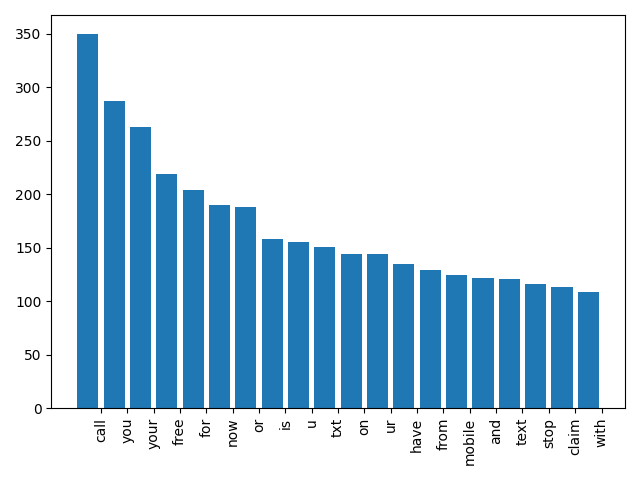 350
300
250
200
150
100
50
0
call
you
your
free
for
now
or
is
u
txt
on
ur
have
from
mobile
and
text
stop
claim
with